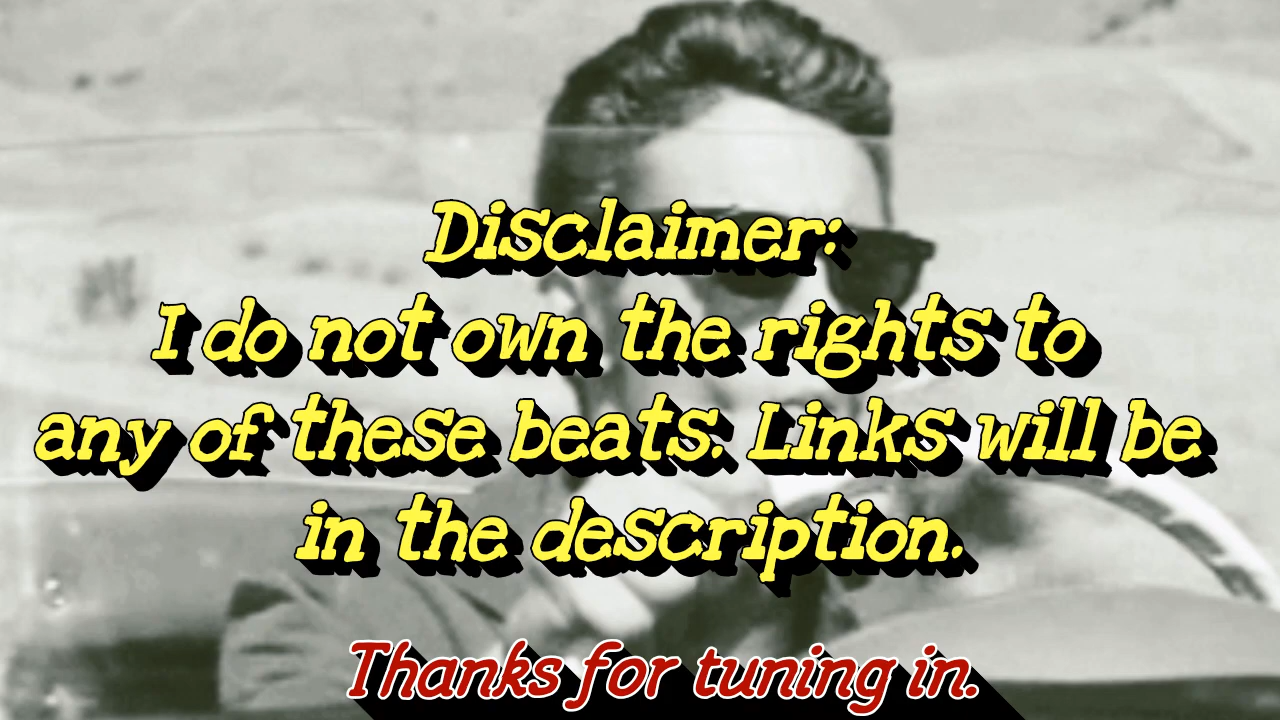 Disclaimer:
I do not own the rights to
any of these beats. Links will be
in the description.
Thanks for tuning in.